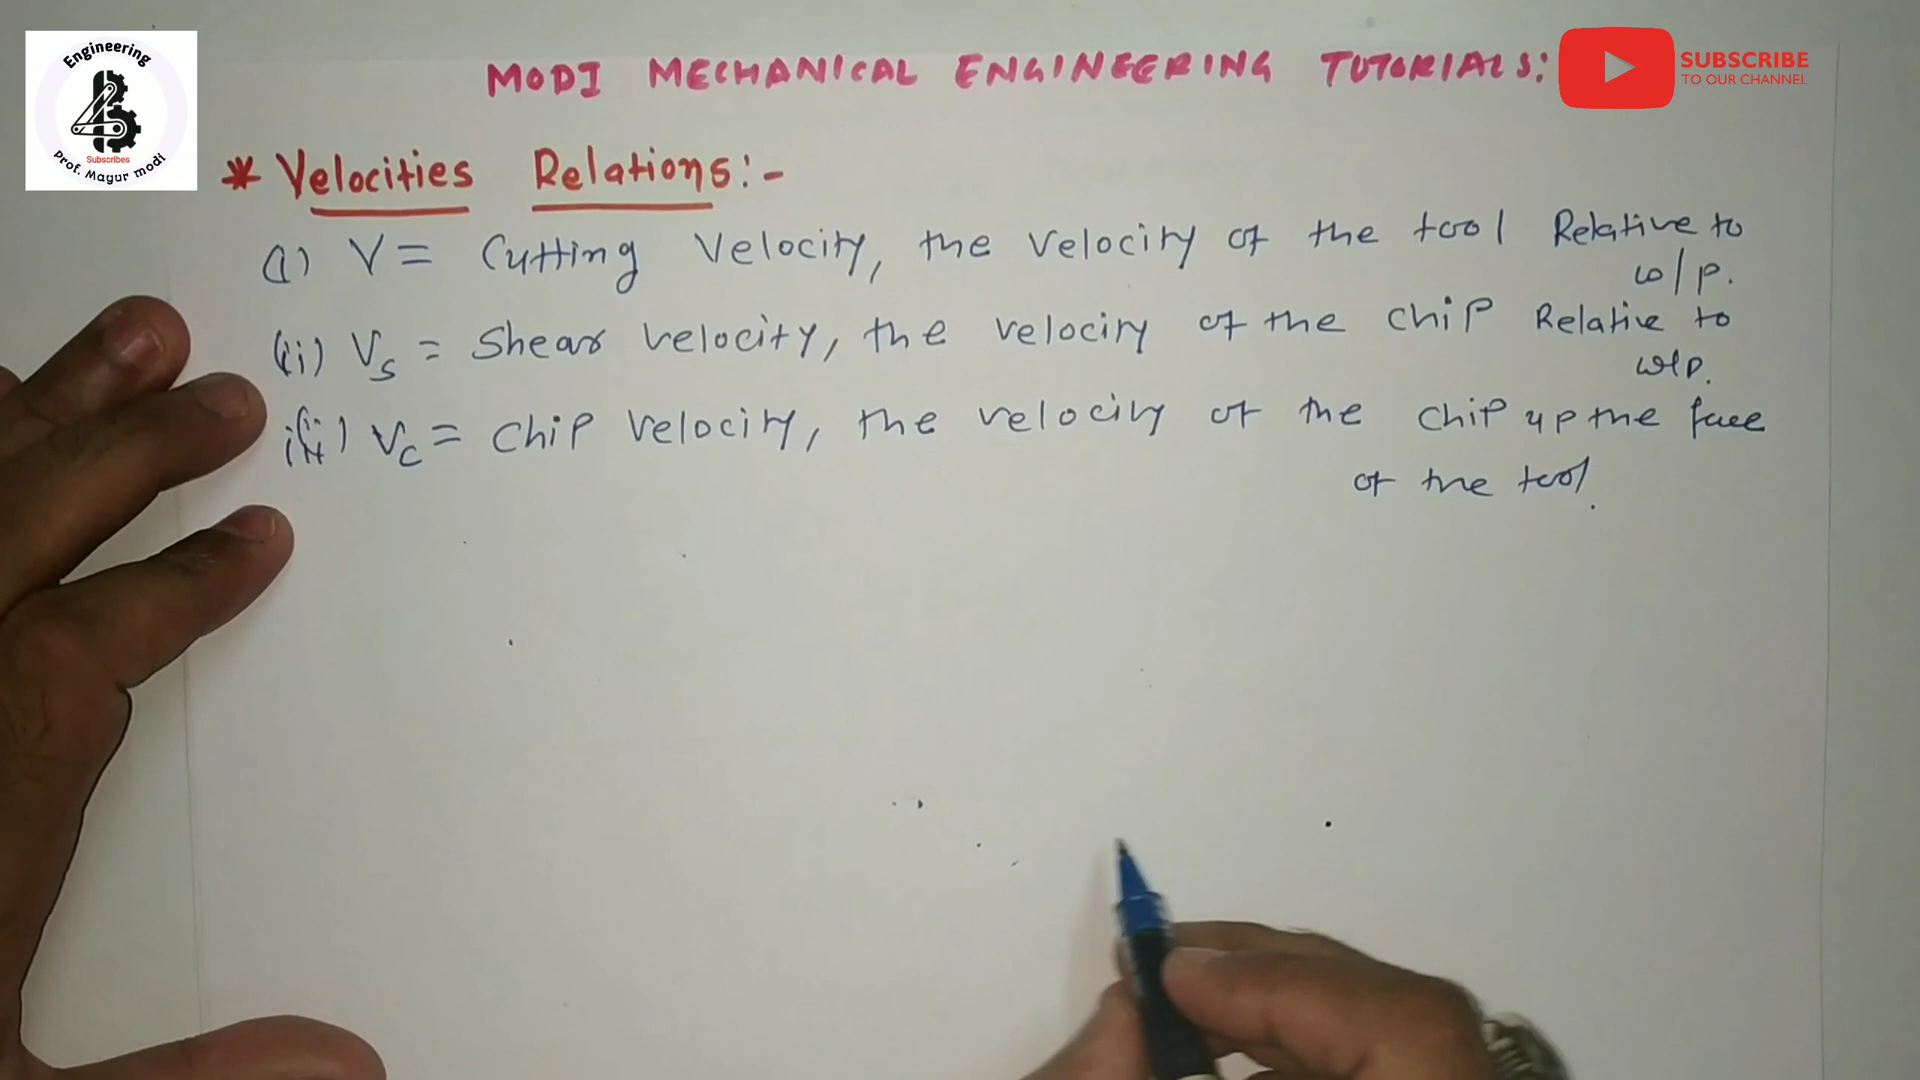 Engineering
Subscribes
Prof. Mayur modi
MODI MECHANICAL ENGINEERING TUTORIALS:
SUBSCRIBE
TO OUR CHANNEL
* Velocities Relations:-
(i) V = Cutting Velocity, the velocity of the tool Relative to
w/p.
(ii) Vs = Shear velocity, the velocity of the chip Relative to
w/p.
(iii) Vc = chip velocity, the velocity of the chip up the face
of the tool.